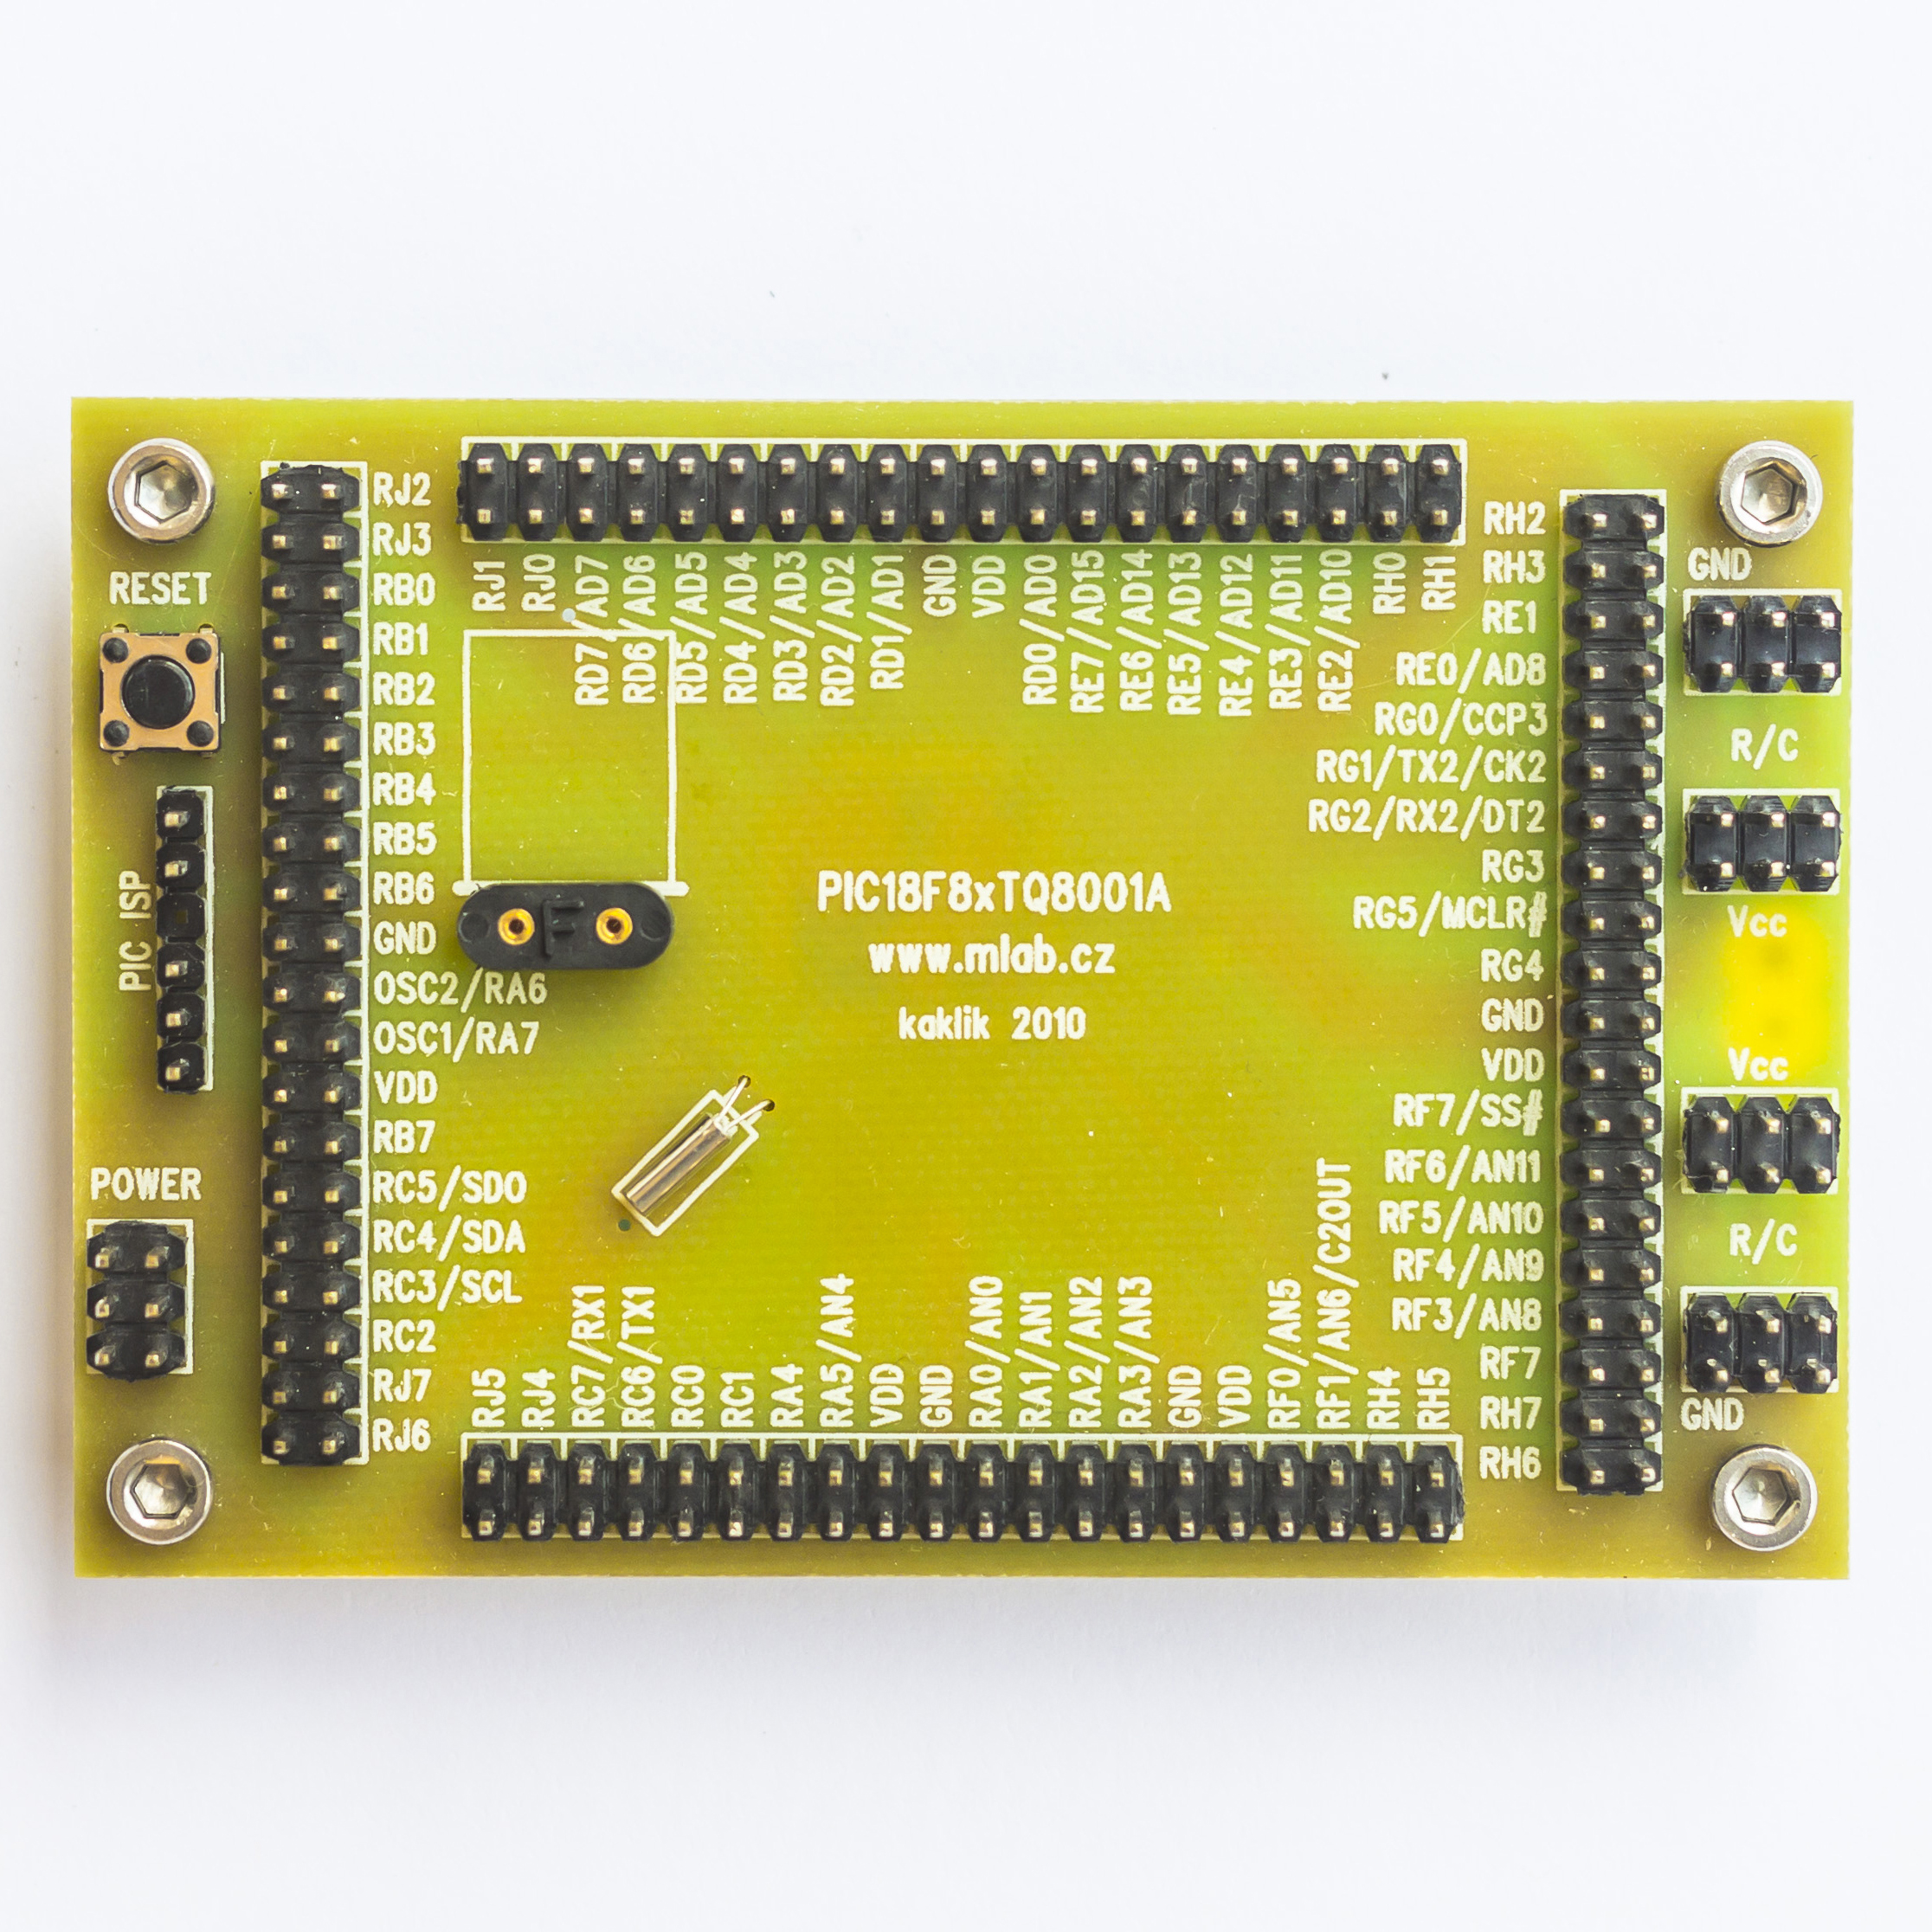 RESET
PIC ISP
POWER
RJ2
RJ3
RB0
RB1
RB2
RB3
RB4
RB5
RB6
GND
OSC2/RA6
OSC1/RA7
VDD
RB7
RC5/SDO
RC4/SDA
RC3/SCL
RC2
RJ7
RJ6
RJ1
RJ0
RD7/AD7
RD6/AD6
RD5/AD5
RD4/AD4
RD3/AD3
RD2/AD2
RD1/AD1
GND
VDD
RD0/AD0
RE7/AD15
RE6/AD14
RE5/AD13
RE4/AD12
RE3/AD11
RE2/AD10
RH0
RH1
F
PIC18F8xTQ8001A
www.mlab.cz
kaklik 2010
RJ5
RJ4
RC7/RX1
RC6/TX1
RC0
RC1
RA4
RA5/AN4
VDD
GND
RA0/AN0
RA1/AN1
RA2/AN2
RA3/AN3
GND
VDD
RF0/AN5
RF1/AN6/C2OUT
RH4
RH5
RH2
RH3
RE1
RE0/AD8
RG0/CCP3
RG1/TX2/CK2
RG2/RX2/DT2
RG3
RG5/MCLR#
RG4
GND
VDD
RF7/SS#
RF6/AN11
RF5/AN10
RF4/AN9
RF3/AN8
RF7
RH7
RH6
GND
R/C
Vcc
Vcc
R/C
GND